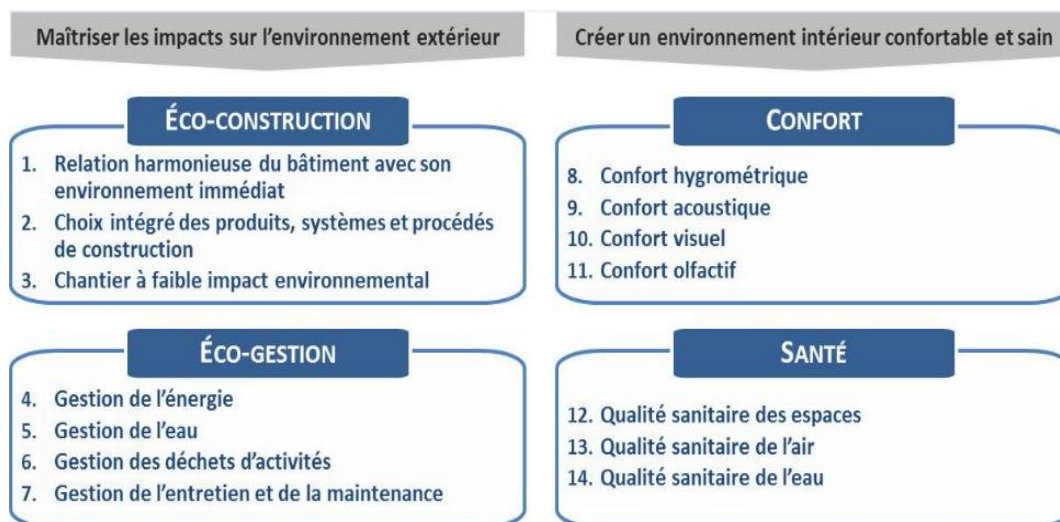 Maîtriser les impacts sur l'environnement extérieur
ÉCO-CONSTRUCTION
1. Relation harmonieuse du bâtiment avec son
environnement immédiat
2. Choix intégré des produits, systèmes et procédés
de construction
3. Chantier à faible impact environnemental
ÉCO-GESTION
4. Gestion de l'énergie
5. Gestion de l'eau
6. Gestion des déchets d'activités
7. Gestion de l'entretien et de la maintenance
Créer un environnement intérieur confortable et sain
CONFORT
8. Confort hygrométrique
9. Confort acoustique
10. Confort visuel
11. Confort olfactif
SANTÉ
12. Qualité sanitaire des espaces
13. Qualité sanitaire de l'air
14. Qualité sanitaire de l'eau